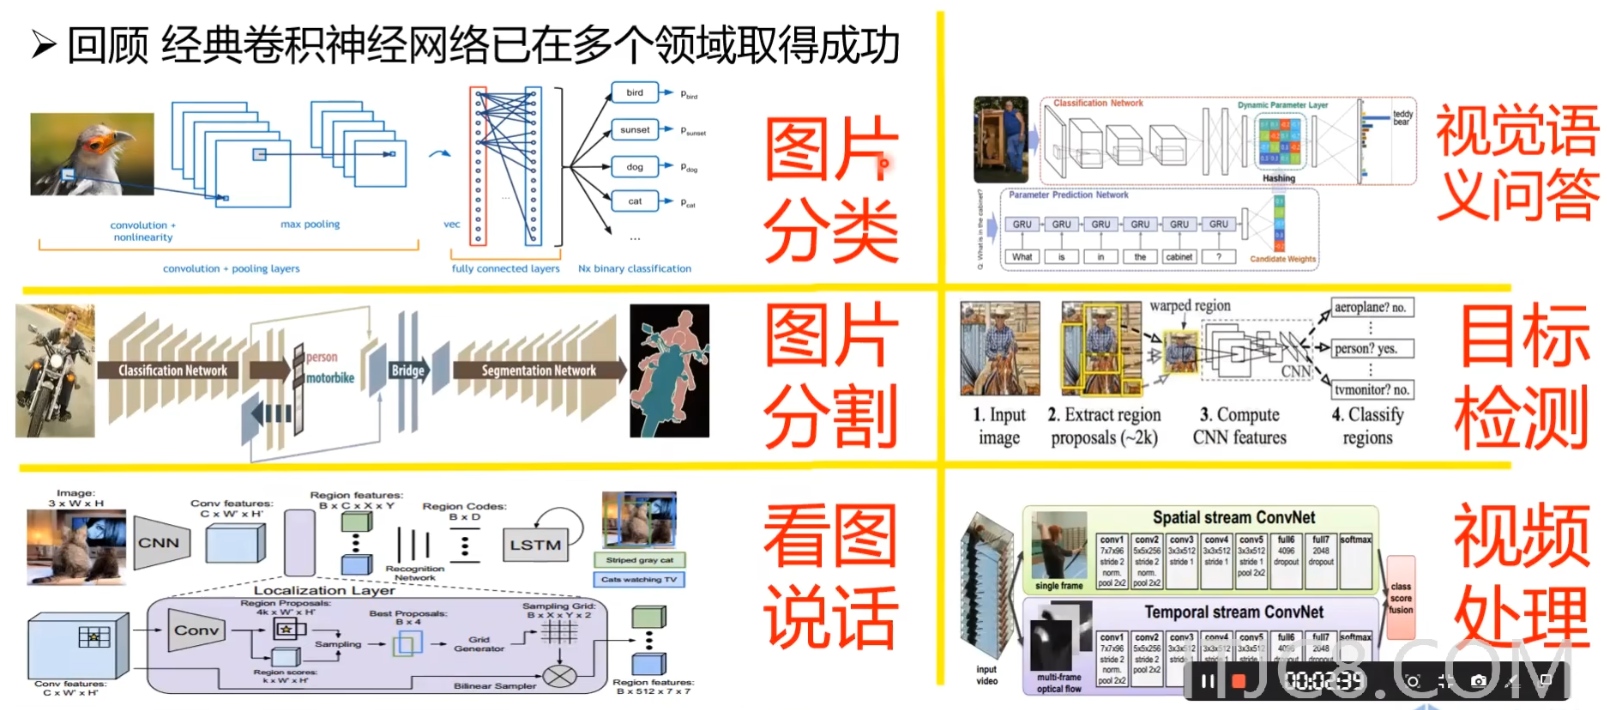 ➢ 回顾 经典卷积神经网络已在多个领域取得成功
bird
sunset
dog
cat
...
Pbird
Psunset
Pdog
Pcat
convolution +
nonlinearity
max pooling
vec
convolution + pooling layers
fully connected layers
Nx binary classification
图片
分类
Classification Network
Dynamic Parameter Layer
teddy
bear
Hashing
Parameter Prediction Network
GRU
GRU
GRU
GRU
GRU
GRU
What
is
in
the
cabinet
?
Candidate Weights
Q: What is in the cabinet?
视觉语
义问答
Classification Network
person
motorbike
Bridge
Segmentation Network
图片
分割
warped region
CNN
aeroplane? no.
person? yes.
tvmonitor? no.
1. Input
image
2. Extract region
proposals (~2k)
3. Compute
CNN features
4. Classify
regions
目标
检测
Image:
3 x W x H
CNN
Conv features:
C x W' x H'
Region features:
B x C x X x Y
Region Codes:
B x D
Recognition
Network
LSTM
Striped gray cat
Cats watching TV
Localization Layer
Conv
Region Proposals:
4k x W' x H'
Region scores:
k x W' x H'
Sampling
Best Proposals:
B x 4
Grid
Generator
Sampling Grid:
B x X x Y x 2
Bilinear Sampler
Conv features:
C x W' x H'
Region features:
B x 512 x 7 x 7
看图
说话
Spatial stream ConvNet
single frame
conv1
7x7x96
stride 2
norm.
pool 2x2
conv2
5x5x256
stride 2
norm.
pool 2x2
conv3
3x3x512
stride 1
conv4
3x3x512
stride 1
conv5
3x3x512
stride 1
pool 2x2
full6
4096
dropout
full7
2048
dropout
softmax
Temporal stream ConvNet
multi-frame
optical flow
conv1
7x7x96
stride 2
norm.
pool 2x2
conv2
5x5x256
stride 2
pool 2x2
conv3
3x3x512
stride 1
conv4
3x3x512
stride 1
conv5
3x3x512
stride 1
full6
4096
dropout
full7
2048
dropout
softmax
input
video
class
score
fusion
视频
处理
00:02:39